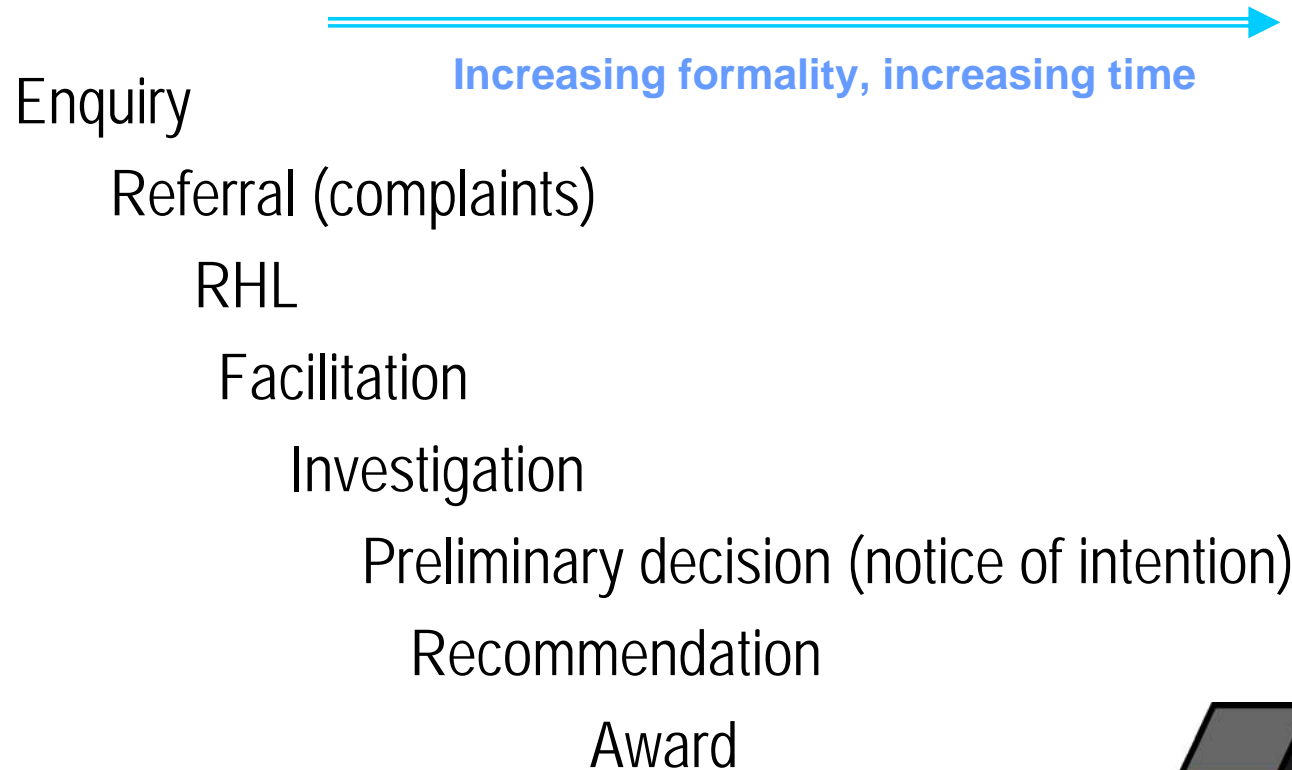 Increasing formality, increasing time
Enquiry
Referral (complaints)
RHL
Facilitation
Investigation
Preliminary decision (notice of intention)
Recommendation
Award